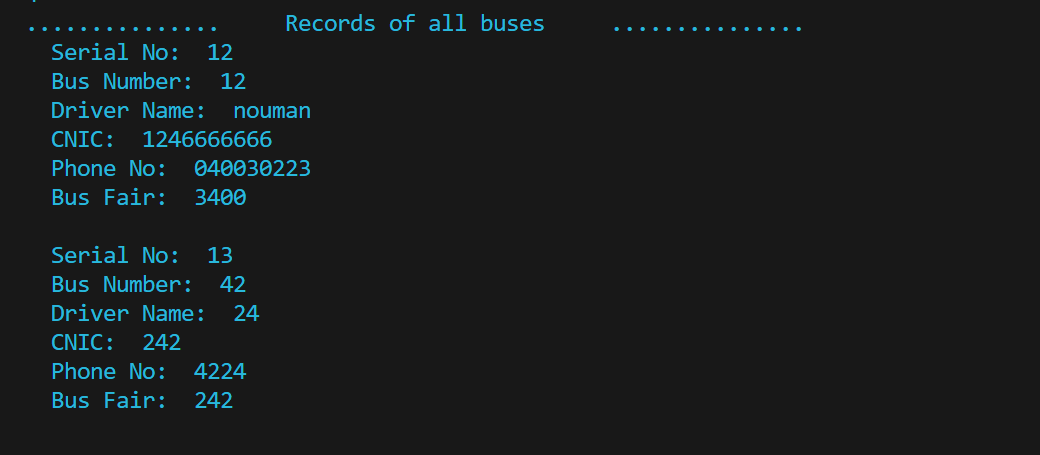 ............... Records of all buses ...............
Serial No: 12
Bus Number: 12
Driver Name: nouman
CNIC: 1246666666
Phone No: 040030223
Bus Fair: 3400
Serial No: 13
Bus Number: 42
Driver Name: 24
CNIC: 242
Phone No: 4224
Bus Fair: 242